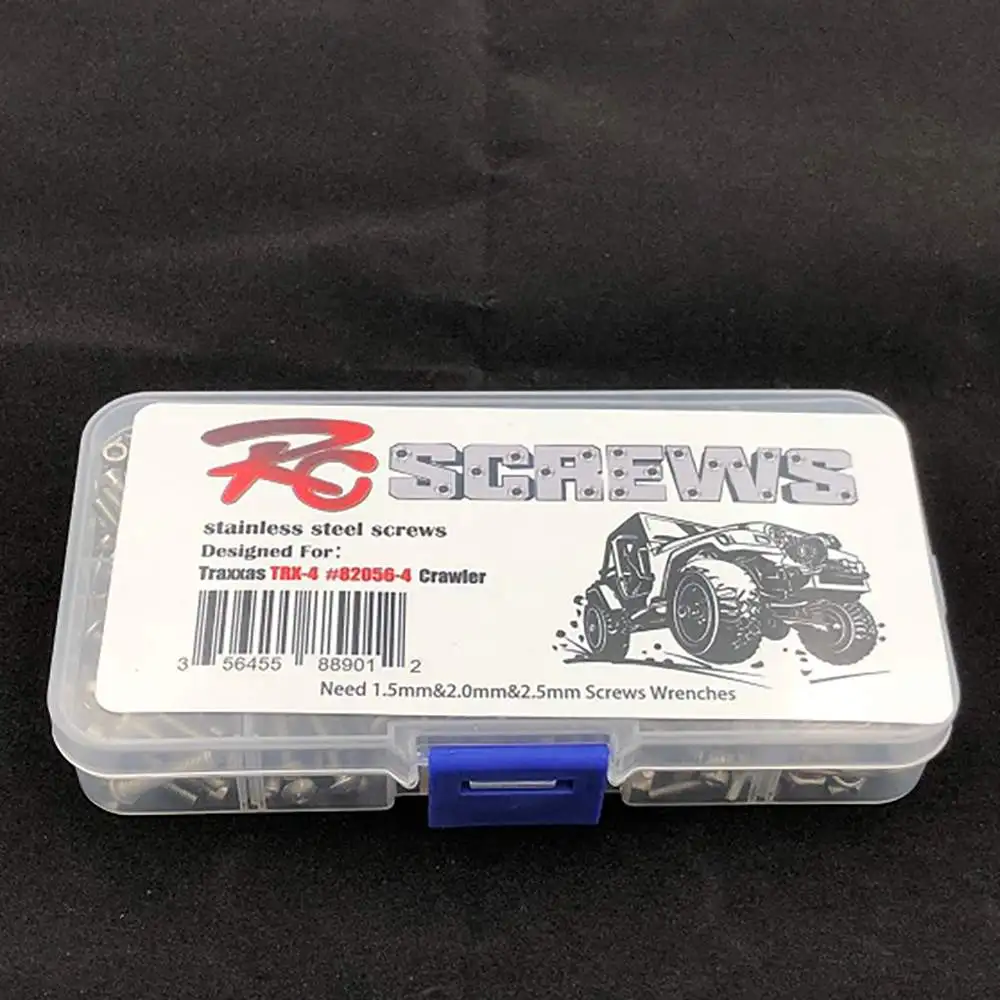 RC SCREWS
stainless steel screws
Designed For:
Traxxas TRX-4 #82056-4 Crawler
3 56455 88901 2
Need 1.5mm&2.0mm&2.5mm Screws Wrenches